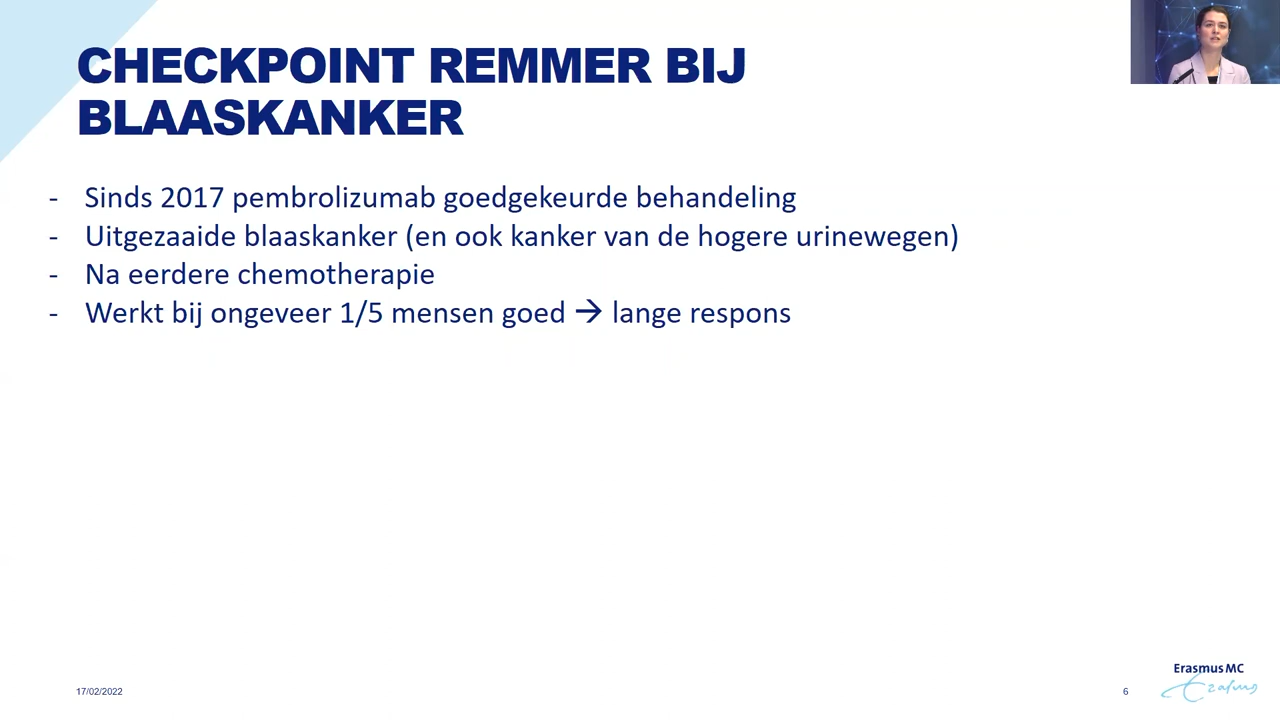 CHECKPOINT REMMER BIJ
BLAASKANKER
- Sinds 2017 pembrolizumab goedgekeurde behandeling
- Uitgezaaide blaaskanker (en ook kanker van de hogere urinewegen)
- Na eerdere chemotherapie
- Werkt bij ongeveer 1/5 mensen goed → lange respons
17/02/2022
6
Erasmus MC
Erasmus